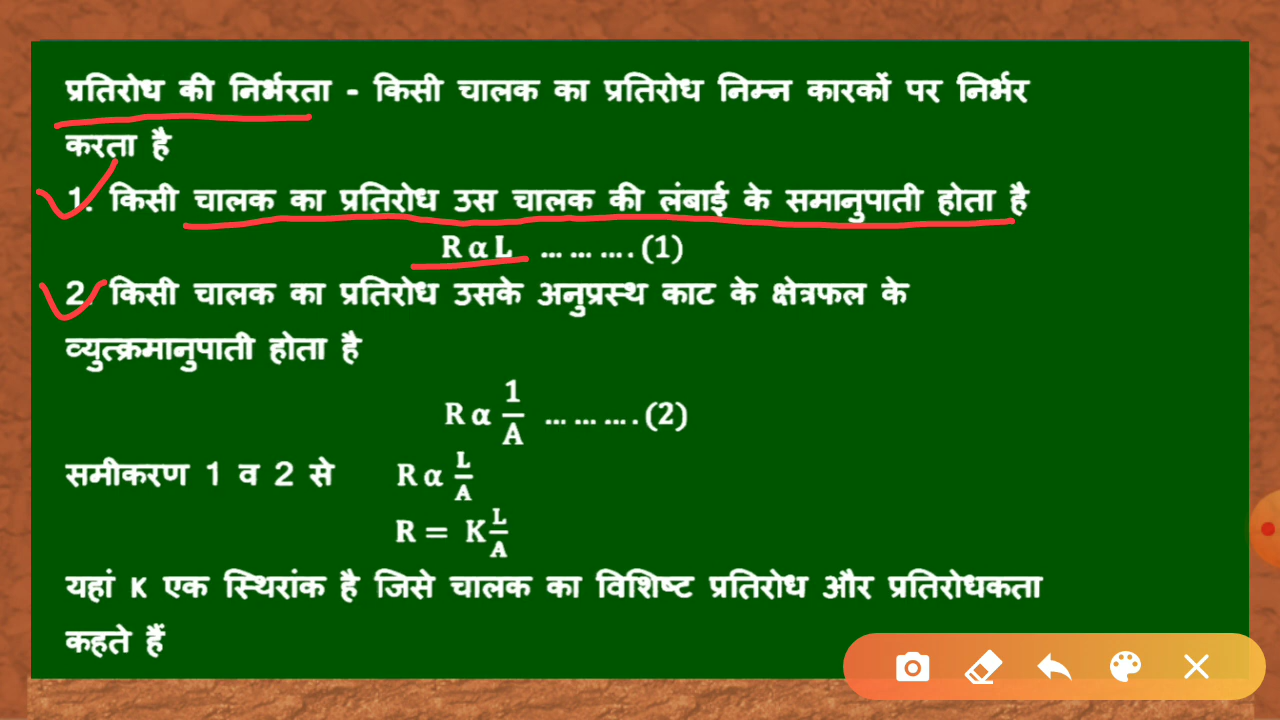 प्रतिरोध की निर्भरता - किसी चालक का प्रतिरोध निम्न कारकों पर निर्भर
करता है
1. किसी चालक का प्रतिरोध उस चालक की लंबाई के समानुपाती होता है
R α L ... ... ... . (1)
2. किसी चालक का प्रतिरोध उसके अनुप्रस्थ काट के क्षेत्रफल के
व्युत्क्रमानुपाती होता है
R α 1/A ... ... ... . (2)
समीकरण 1 व 2 से R α L/A
R = K L/A
यहां K एक स्थिरांक है जिसे चालक का विशिष्ट प्रतिरोध और प्रतिरोधकता
कहते हैं